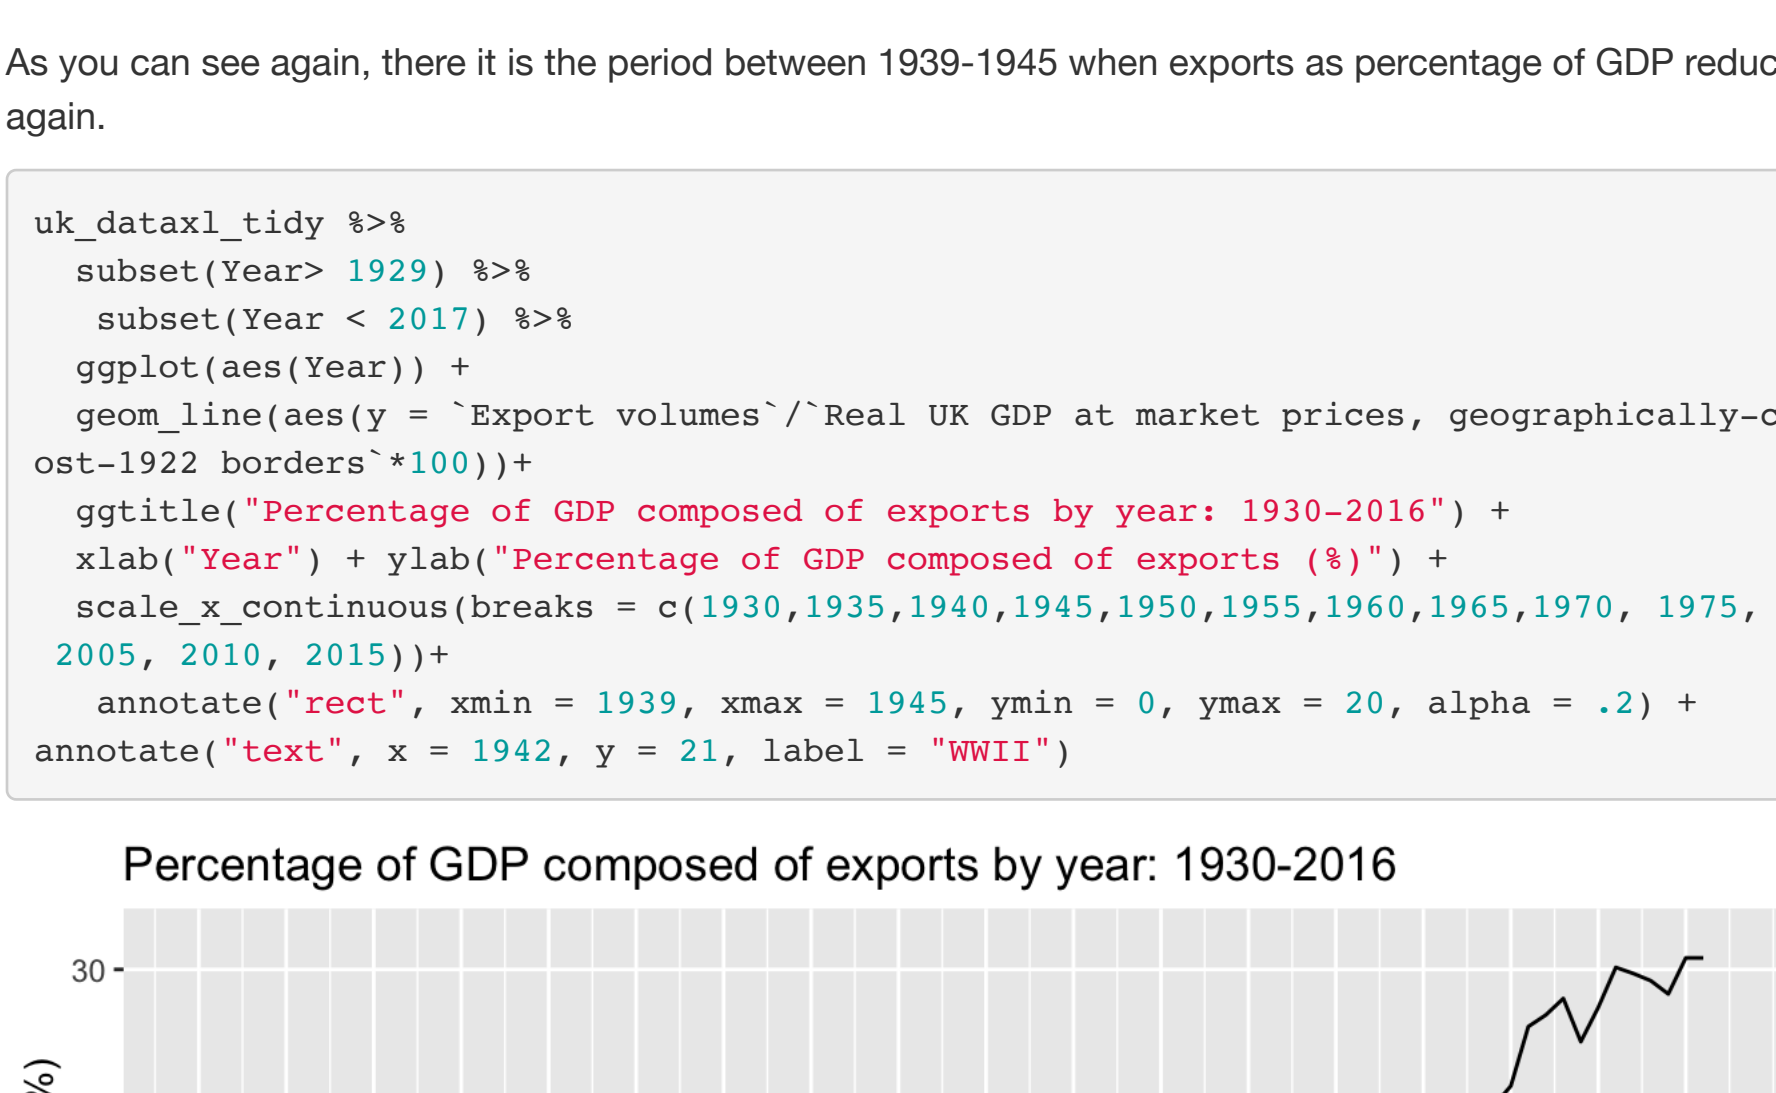 As you can see again, there it is the period between 1939-1945 when exports as percentage of GDP reduc
again.
uk_dataxl_tidy %>%
subset(Year> 1929) %>%
subset(Year < 2017) %>%
ggplot(aes(Year)) +
geom_line(aes(y = `Export volumes`/`Real UK GDP at market prices, geographically-c
ost-1922 borders`*100))+
ggtitle("Percentage of GDP composed of exports by year: 1930-2016") +
xlab("Year") + ylab("Percentage of GDP composed of exports (%)") +
scale_x_continuous(breaks = c(1930,1935,1940,1945,1950,1955,1960,1965,1970, 1975,
2005, 2010, 2015))+
annotate("rect", xmin = 1939, xmax = 1945, ymin = 0, ymax = 20, alpha = .2) +
annotate("text", x = 1942, y = 21, label = "WWII")
Percentage of GDP composed of exports by year: 1930-2016
30
%)